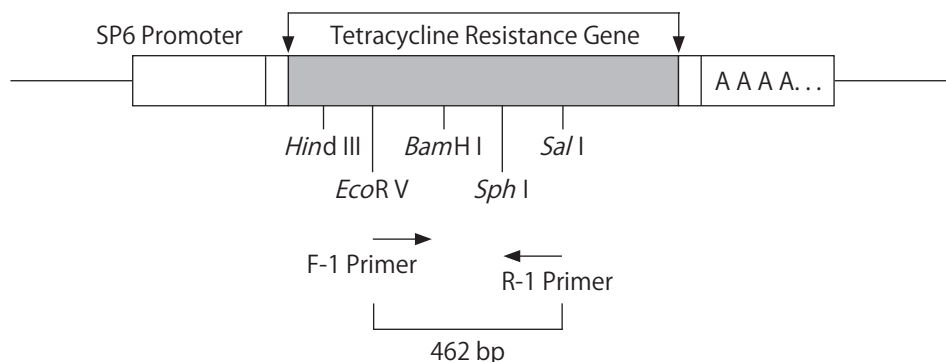 SP6 Promoter Tetracycline Resistance Gene
A A A A. . .
Hind III BamH I Sal I
EcoR V Sph I
F-1 Primer R-1 Primer
462 bp